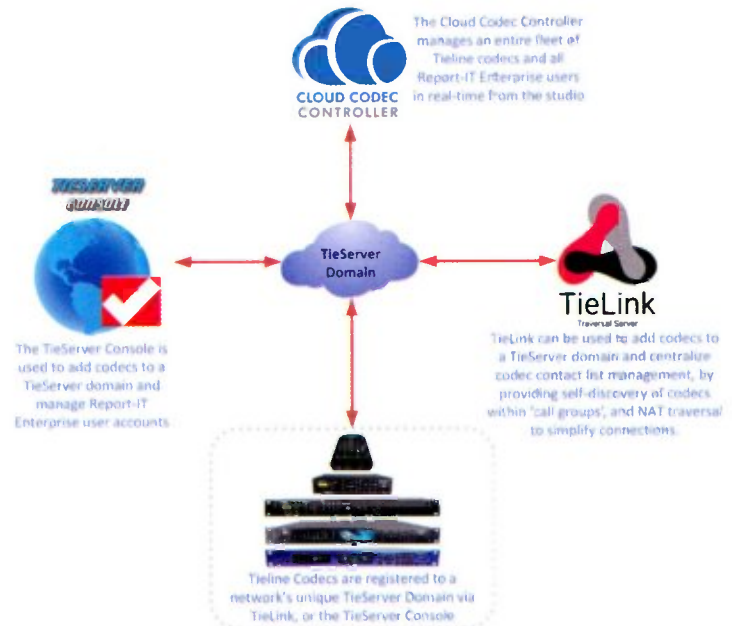 The Cloud Codec Controller
manages an entire fleet of
Tieline codecs and all
Report-IT Enterprise users
in real-time from the studio
CLOUD CODEC
CONTROLLER
TIESERVER
CONSOLE
TieServer
Domain
TieLink
Traversal Server
The TieServer Console is
used to add codecs to a
TieServer domain and
manage Report-IT
Enterprise user accounts
TieLink can be used to add codecs to
a TieServer domain and centralize
codec contact list management, by
providing self-discovery of codecs
within 'call groups', and NAT traversal
to simplify connections.
Tieline Codecs are registered to a
network's unique TieServer Domain via
TieLink, or the TieServer Console